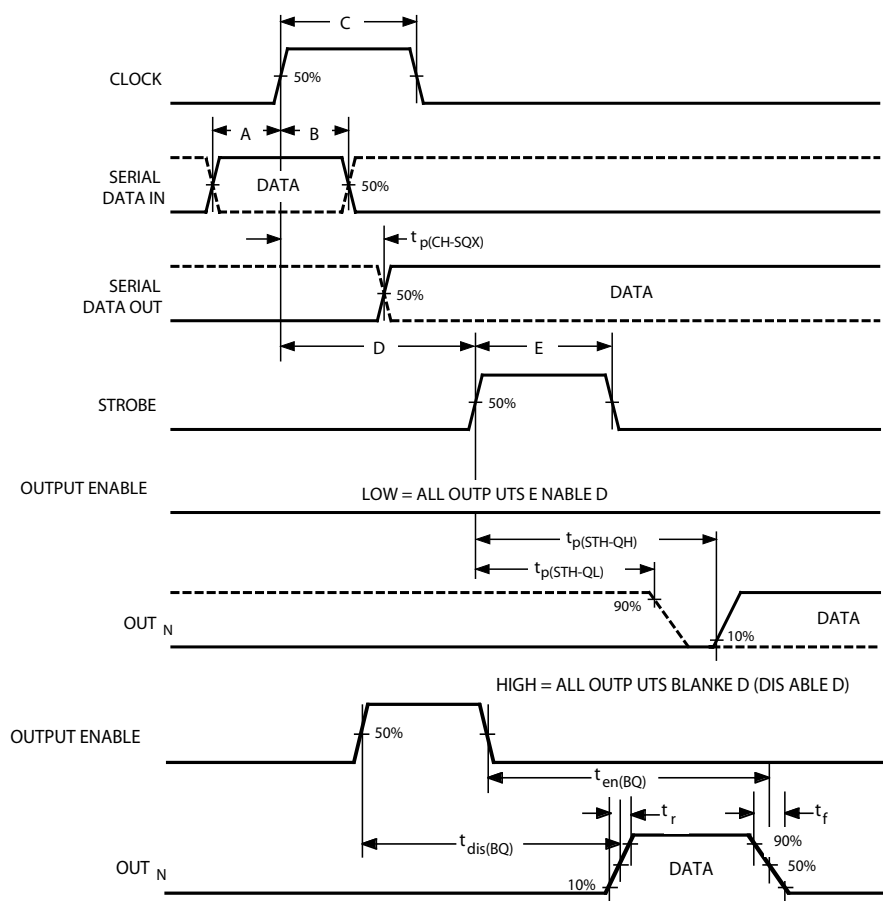 C
CLOCK
50%
A
B
SERIAL
DATA IN
DATA
50%
t p(CH-SQX)
SERIAL
DATA OUT
50%
DATA
D
E
STROBE
50%
OUTPUT ENABLE
LOW = ALL OUTP UTS E NABLE D
t p(STH-QH)
t p(STH-QL)
90%
OUT N
10%
DATA
HIGH = ALL OUTP UTS BLANKE D (DIS ABLE D)
OUTPUT ENABLE
50%
t en(BQ)
t r
t f
t dis(BQ)
90%
OUT N
DATA
50%
10%